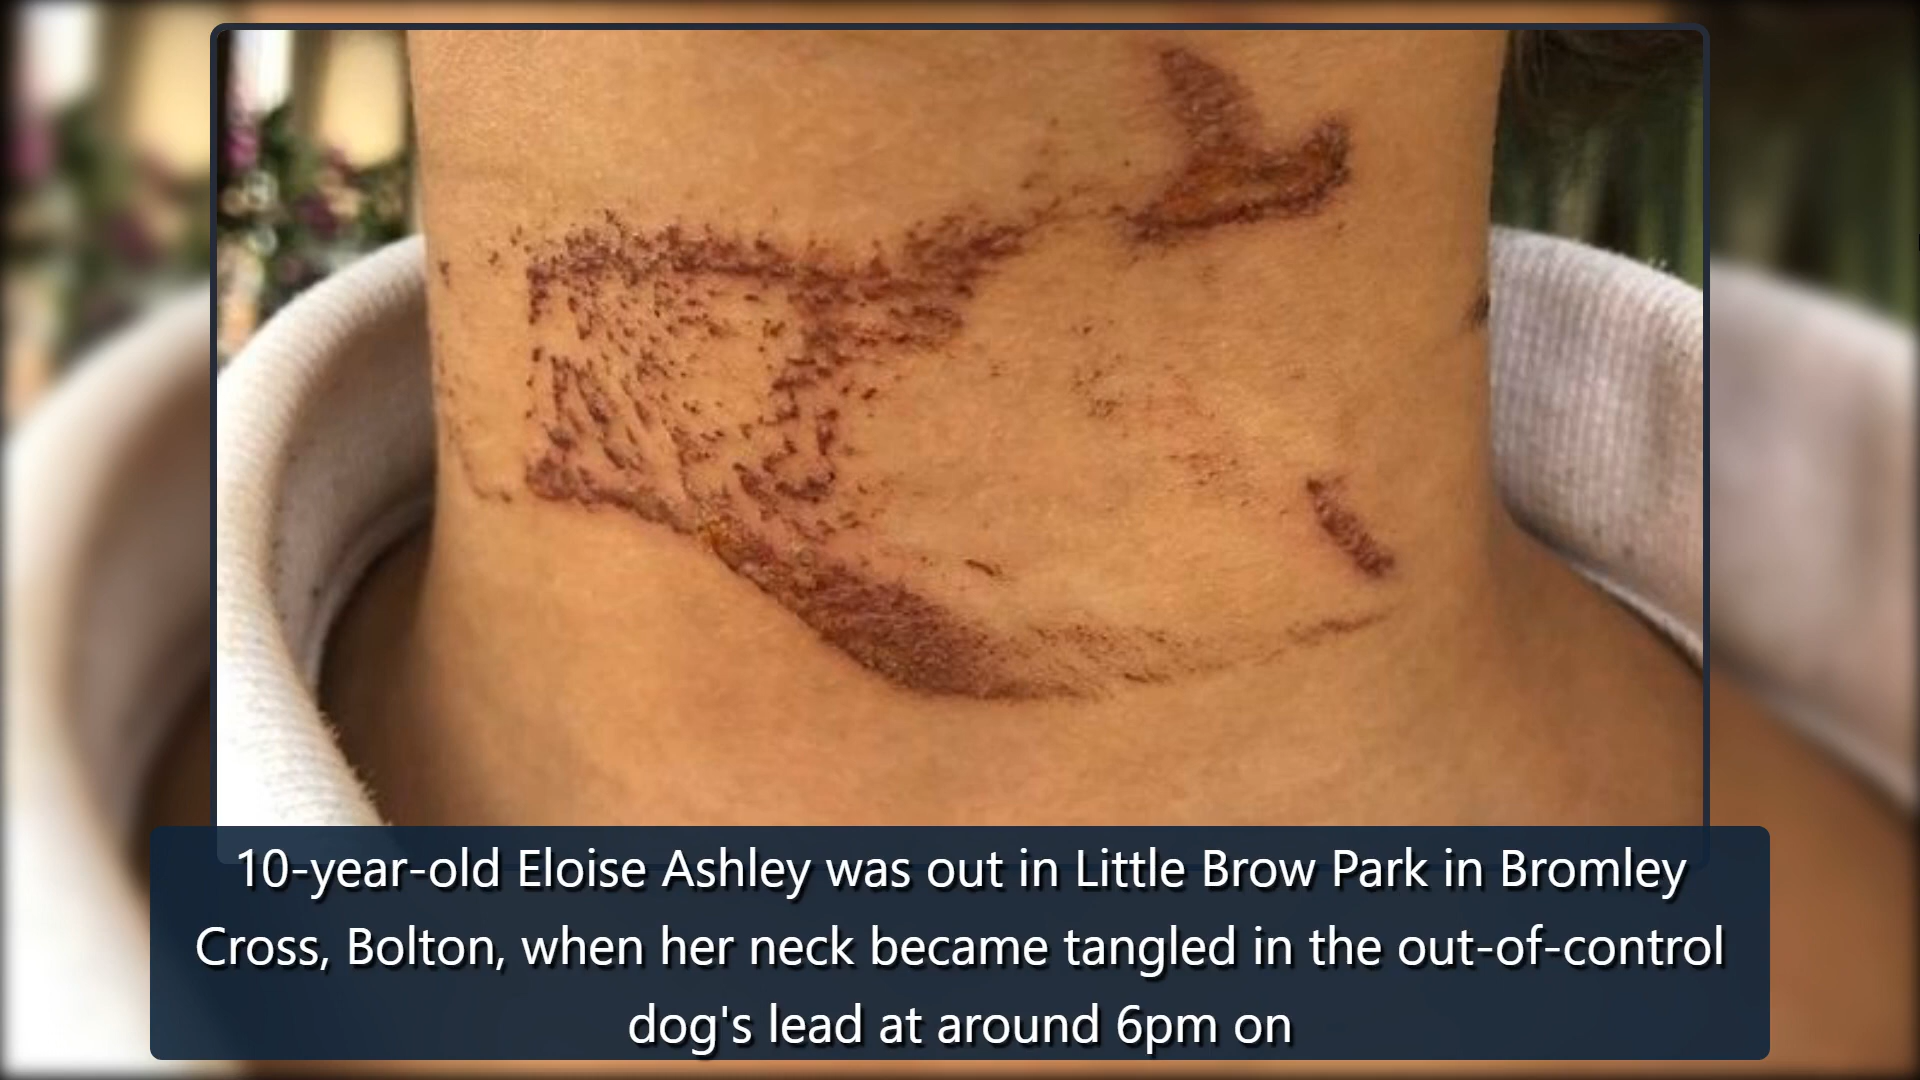 10-year-old Eloise Ashley was out in Little Brow Park in Bromley
Cross, Bolton, when her neck became tangled in the out-of-control
dog's lead at around 6pm on